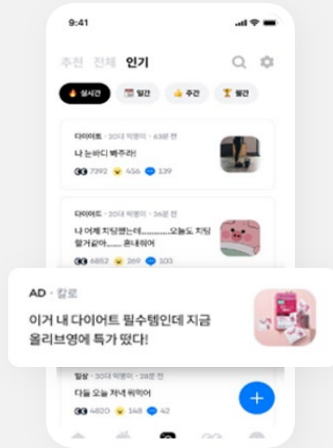 9:41
추천 전체 인기
🔥 실시간 📅 일간 👍 주간 🏆 월간
다이어트 · 20대 익명이 · 63분 전
나 눈바디 봐주라!
7392 456 139
다이어트 · 20대 익명이 · 36분 전
나 어제 치팅했는데............오늘도 치팅
할거같아....... 혼내줘어
6852 269 103
AD · 칼로
이거 내 다이어트 필수템인데 지금
올리브영에 특가 떴다!
일상 · 30대 익명이 · 28분 전
다들 오늘 저녁 뭐먹어
4820 148 42